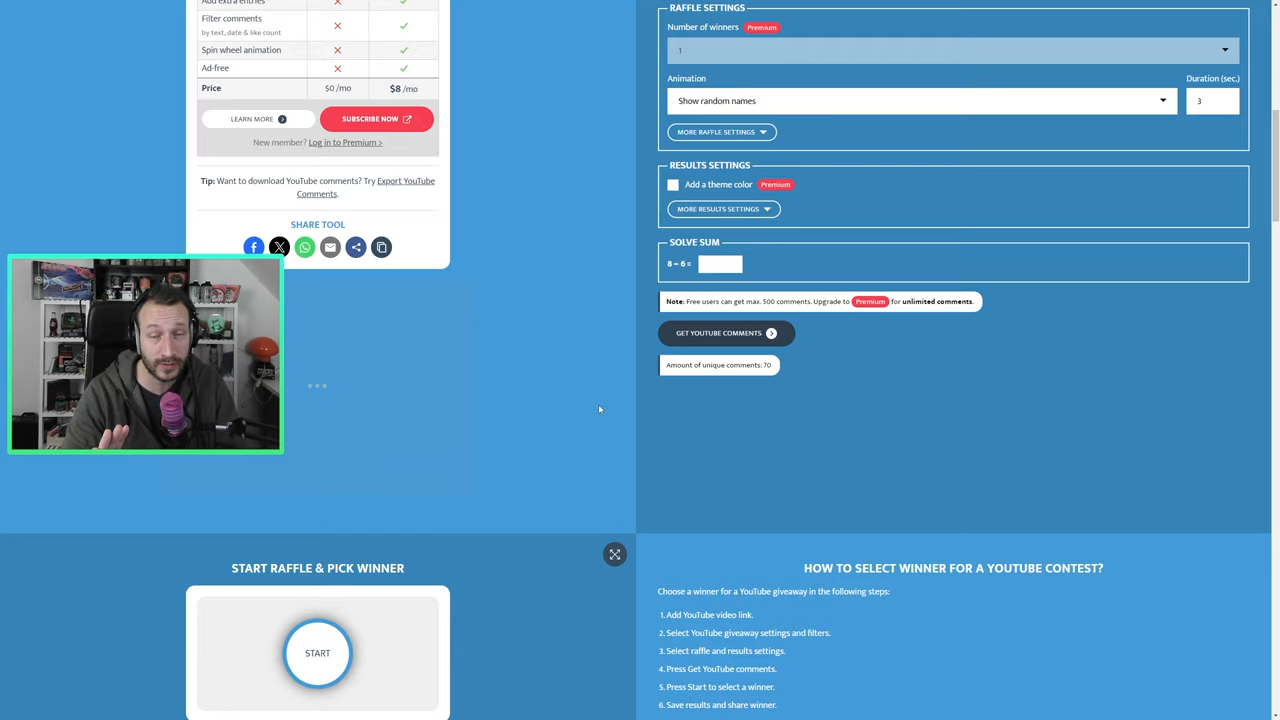 Add extra entries
Filter comments
by text, date & like count
Spin wheel animation
Ad-free
Price $0 /mo $8 /mo
LEARN MORE SUBSCRIBE NOW
New member? Log in to Premium >
Tip: Want to download YouTube comments? Try Export YouTube
Comments.
SHARE TOOL
START RAFFLE & PICK WINNER
START
RAFFLE SETTINGS
Number of winners Premium
1
Animation Duration (sec.)
Show random names 3
MORE RAFFLE SETTINGS
RESULTS SETTINGS
Add a theme color Premium
MORE RESULTS SETTINGS
SOLVE SUM
8 − 6 =
Note: Free users can get max. 500 comments. Upgrade to Premium for unlimited comments.
GET YOUTUBE COMMENTS
Amount of unique comments: 70
HOW TO SELECT WINNER FOR A YOUTUBE CONTEST?
Choose a winner for a YouTube giveaway in the following steps:
1. Add YouTube video link.
2. Select YouTube giveaway settings and filters.
3. Select raffle and results settings.
4. Press Get YouTube comments.
5. Press Start to select a winner.
6. Save results and share winner.